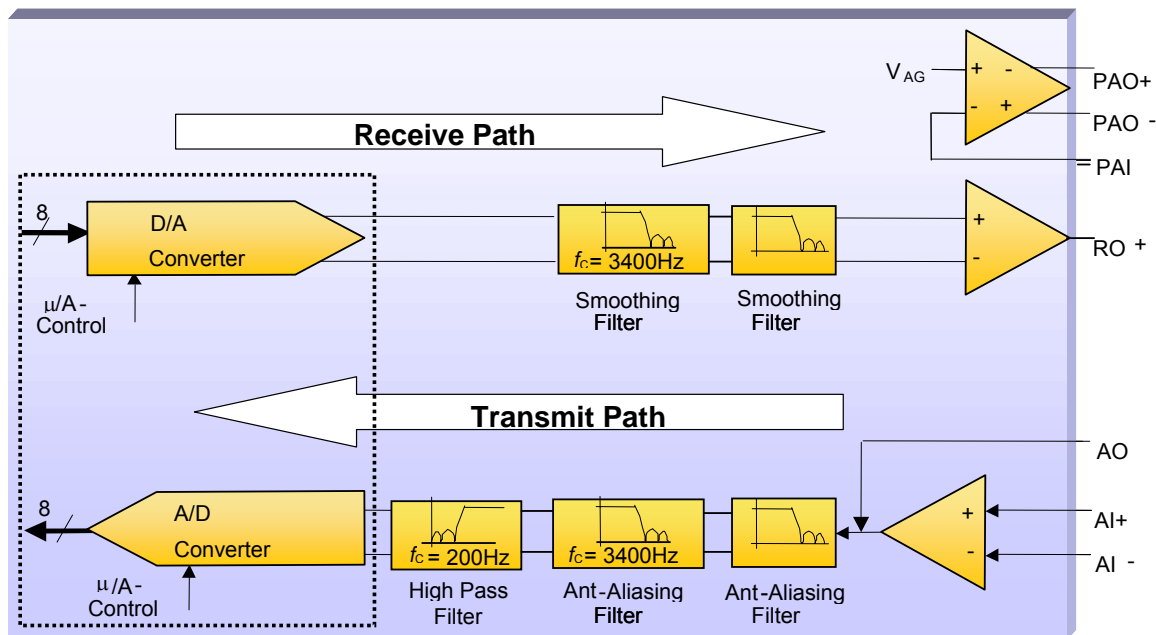 V AG
+ -
- +
PAO+
PAO -
PAI
Receive Path
8
D/A
Converter
μ/A-
Control
fC = 3400Hz
Smoothing
Filter
Smoothing
Filter
+
-
RO +
Transmit Path
AO
8
A/D
Converter
μ/A-
Control
fC = 200Hz
High Pass
Filter
fC = 3400Hz
Ant-Aliasing
Filter
Ant-Aliasing
Filter
+
-
AI+
AI -